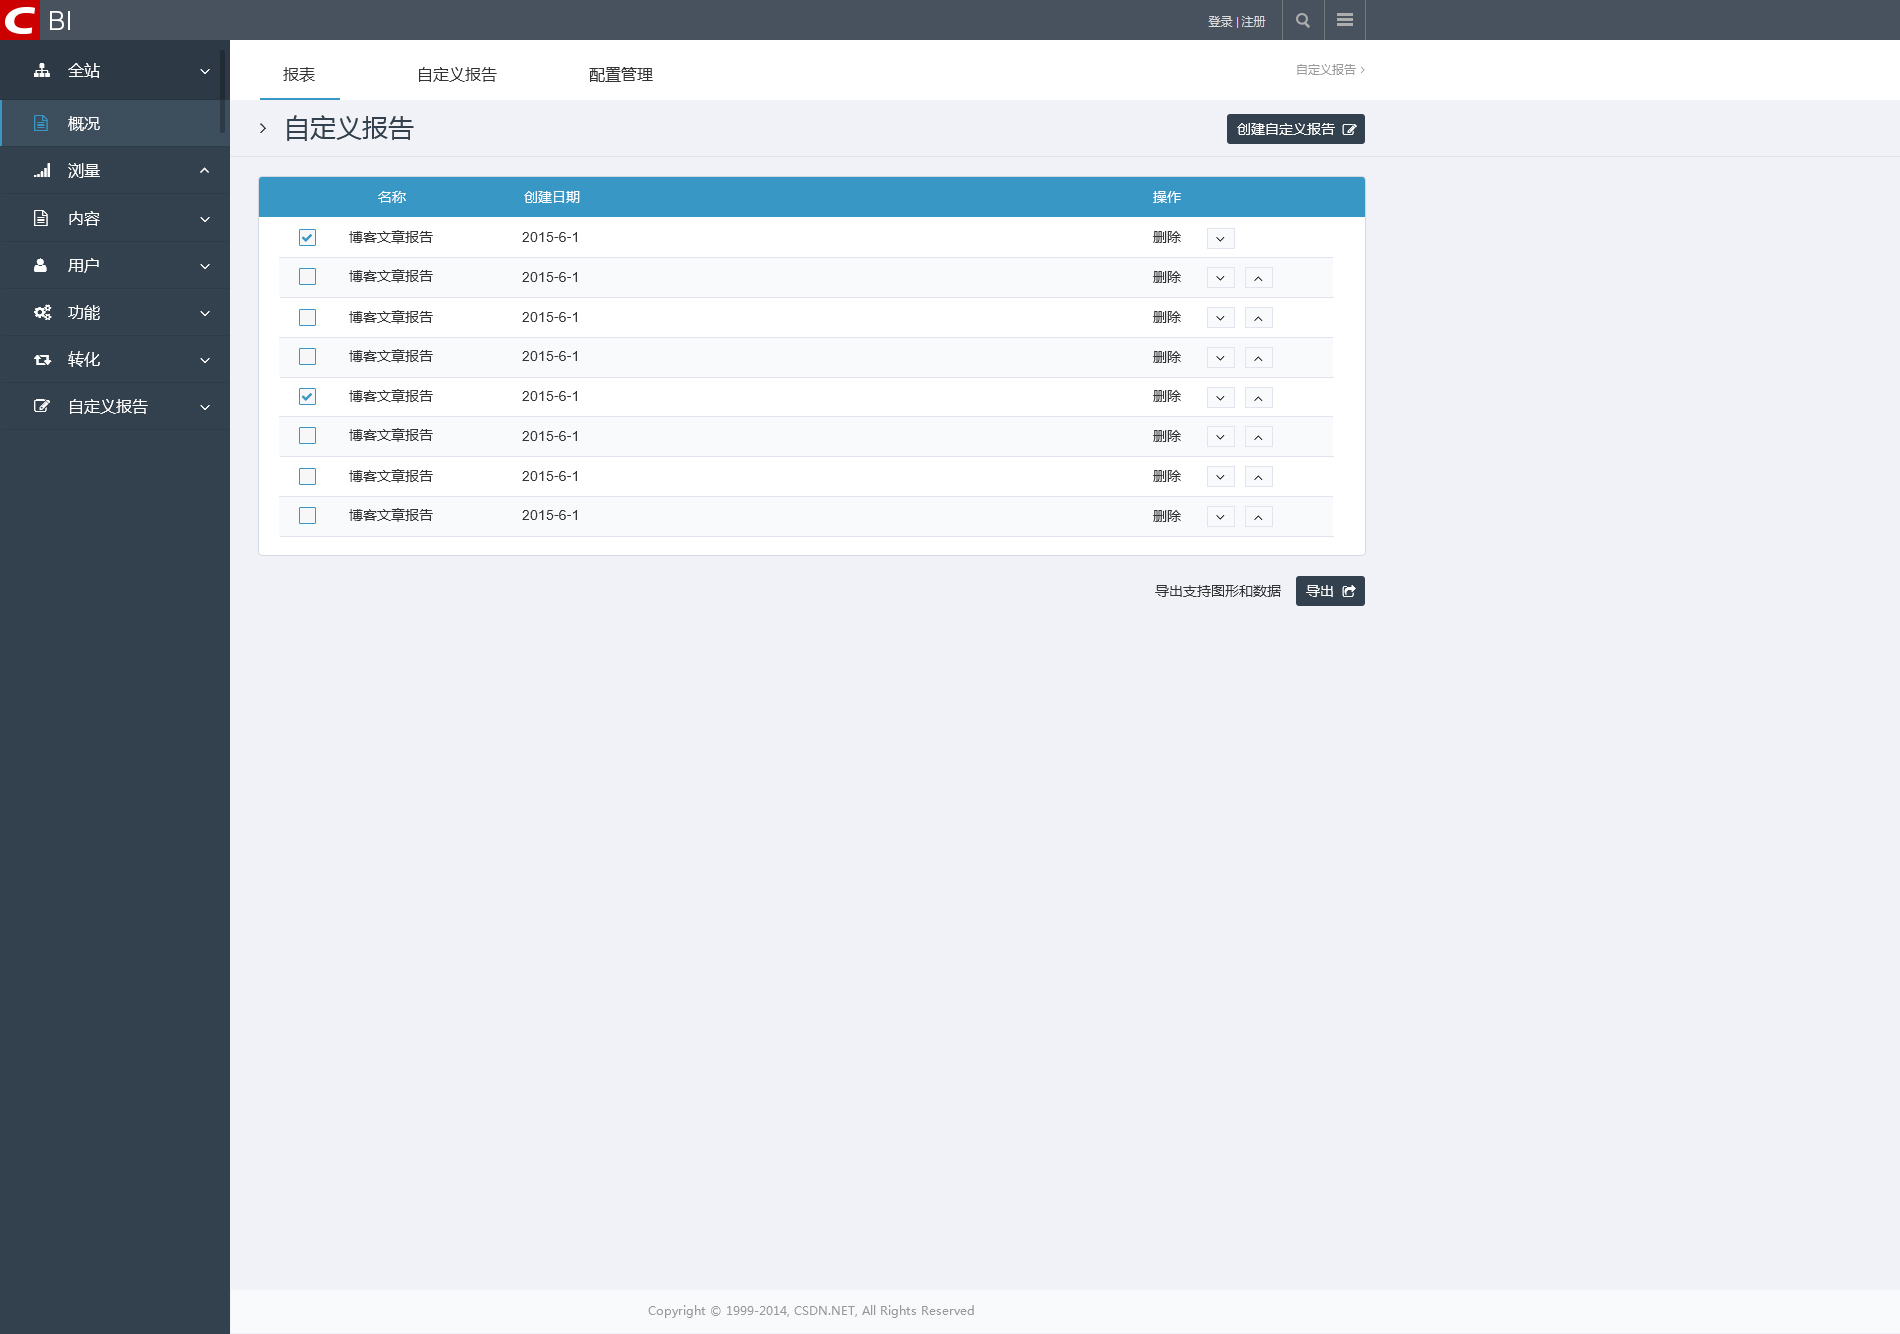 C BI
登录 | 注册
全站
概况
浏量
内容
用户
功能
转化
自定义报告
报表 自定义报告 配置管理
自定义报告 >
> 自定义报告
创建自定义报告
名称 创建日期 操作
博客文章报告 2015-6-1 删除
博客文章报告 2015-6-1 删除
博客文章报告 2015-6-1 删除
博客文章报告 2015-6-1 删除
博客文章报告 2015-6-1 删除
博客文章报告 2015-6-1 删除
博客文章报告 2015-6-1 删除
博客文章报告 2015-6-1 删除
导出支持图形和数据 导出
Copyright © 1999-2014, CSDN.NET, All Rights Reserved